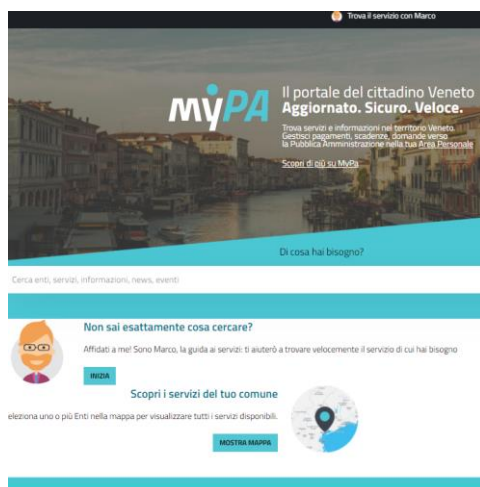 Trova il servizio con Marco
myPA
Il portale del cittadino Veneto
Aggiornato. Sicuro. Veloce.
Trova servizi e informazioni nel territorio Veneto.
Gestisci pagamenti, scadenze, domande verso
la Pubblica Amministrazione nella tua Area Personale
Scopri di più su MyPa
Di cosa hai bisogno?
Cerca enti, servizi, informazioni, news, eventi
Non sai esattamente cosa cercare?
Affidati a me! Sono Marco, la guida ai servizi: ti aiuterò a trovare velocemente il servizio di cui hai bisogno
INIZIA
Scopri i servizi del tuo comune
eleziona uno o più Enti nella mappa per visualizzare tutti i servizi disponibili.
MOSTRA MAPPA